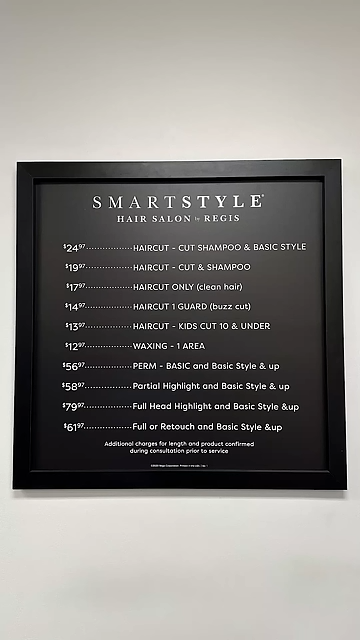 SMARTSTYLE®
HAIR SALON by REGIS
$24.97..................HAIRCUT - CUT SHAMPOO & BASIC STYLE
$19.97..................HAIRCUT - CUT & SHAMPOO
$17.97..................HAIRCUT ONLY (clean hair)
$14.97..................HAIRCUT 1 GUARD (buzz cut)
$13.97..................HAIRCUT - KIDS CUT 10 & UNDER
$12.97..................WAXING - 1 AREA
$56.97..................PERM - BASIC and Basic Style & up
$58.97..................Partial Highlight and Basic Style & up
$79.97..................Full Head Highlight and Basic Style &up
$61.97..................Full or Retouch and Basic Style &up
Additional charges for length and product confirmed
during consultation prior to service